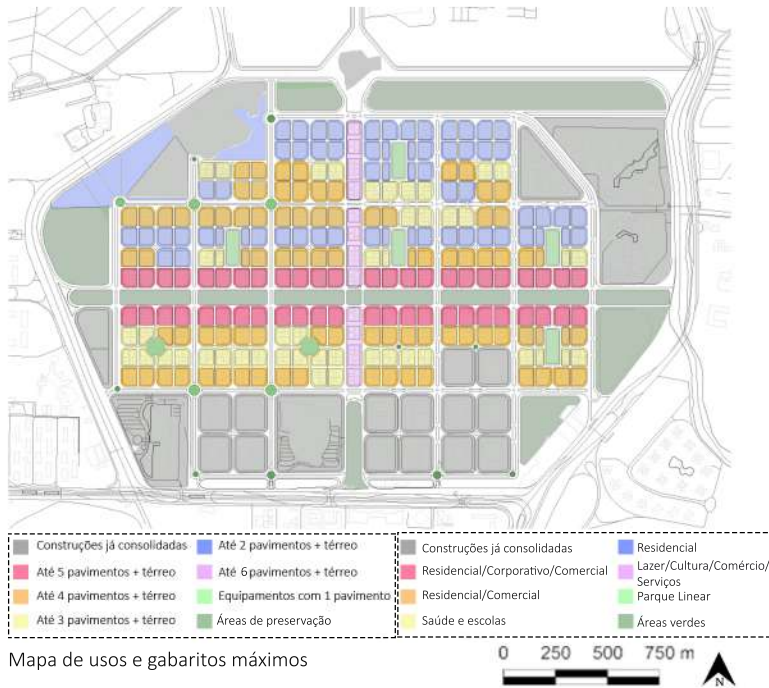 Construções já consolidadas
Até 2 pavimentos + térreo
Até 5 pavimentos + térreo
Até 6 pavimentos + térreo
Até 4 pavimentos + térreo
Equipamentos com 1 pavimento
Até 3 pavimentos + térreo
Áreas de preservação
Construções já consolidadas
Residencial
Residencial/Corporativo/Comercial
Lazer/Cultura/Comércio/
Serviços
Residencial/Comercial
Parque Linear
Saúde e escolas
Áreas verdes
Mapa de usos e gabaritos máximos
0 250 500 750 m
N